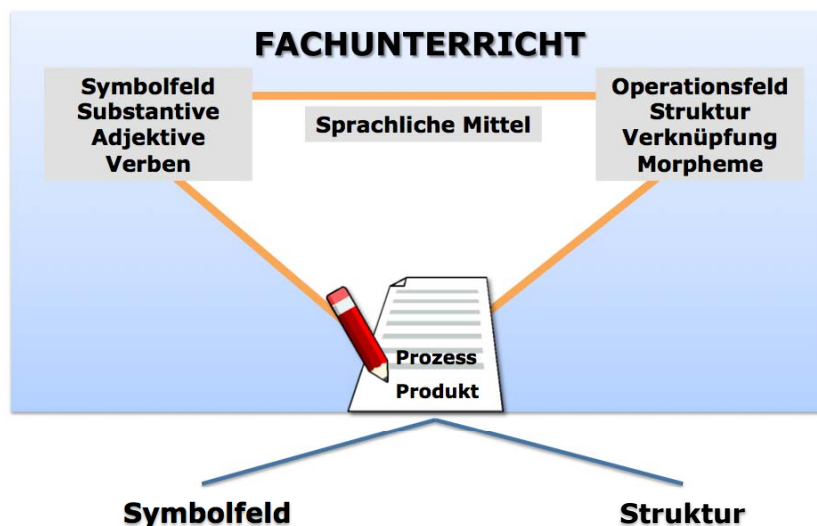 FACHUNTERRICHT
Symbolfeld
Substantive
Adjektive
Verben
Sprachliche Mittel
Operationsfeld
Struktur
Verknüpfung
Morpheme
Prozess
Produkt
Symbolfeld
Struktur